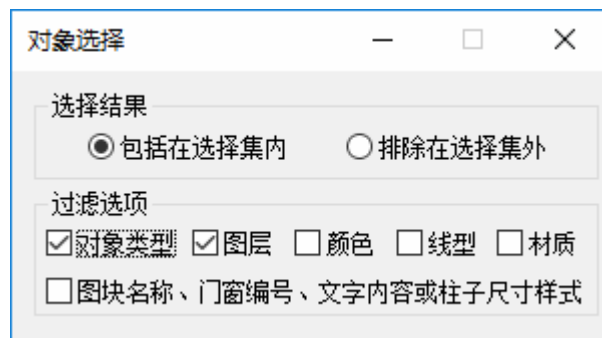 对象选择
选择结果
包括在选择集内 排除在选择集外
过滤选项
对象类型 图层 颜色 线型 材质
图块名称、门窗编号、文字内容或柱子尺寸样式